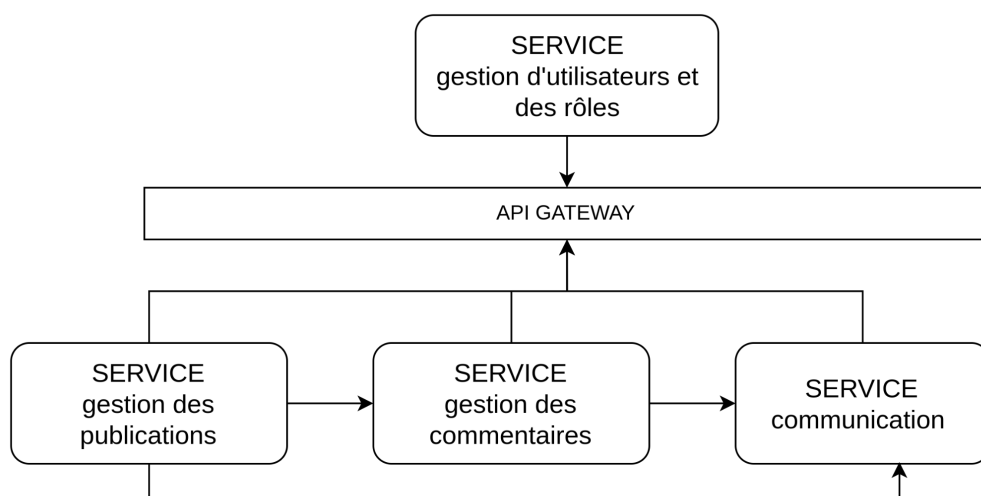 SERVICE
gestion d'utilisateurs et
des rôles
API GATEWAY
SERVICE
gestion des
publications
SERVICE
gestion des
commentaires
SERVICE
communication